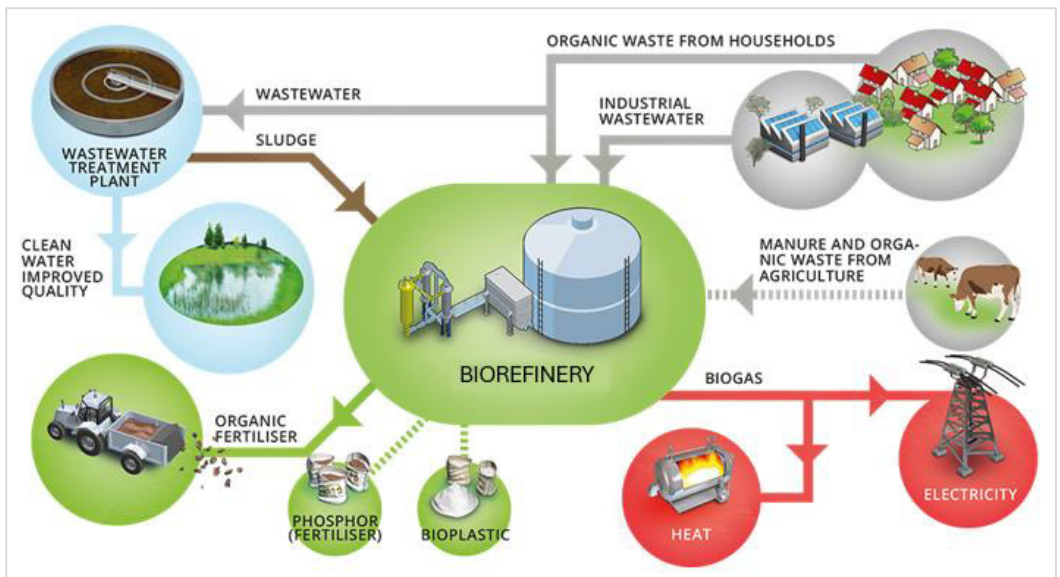 ORGANIC WASTE FROM HOUSEHOLDS
WASTEWATER
INDUSTRIAL
WASTEWATER
SLUDGE
WASTEWATER
TREATMENT
PLANT
CLEAN
WATER
IMPROVED
QUALITY
MANURE AND ORGA-
NIC WASTE FROM
AGRICULTURE
BIOREFINERY
BIOGAS
ORGANIC
FERTILISER
PHOSPHOR
(FERTILISER)
BIOPLASTIC
HEAT
ELECTRICITY